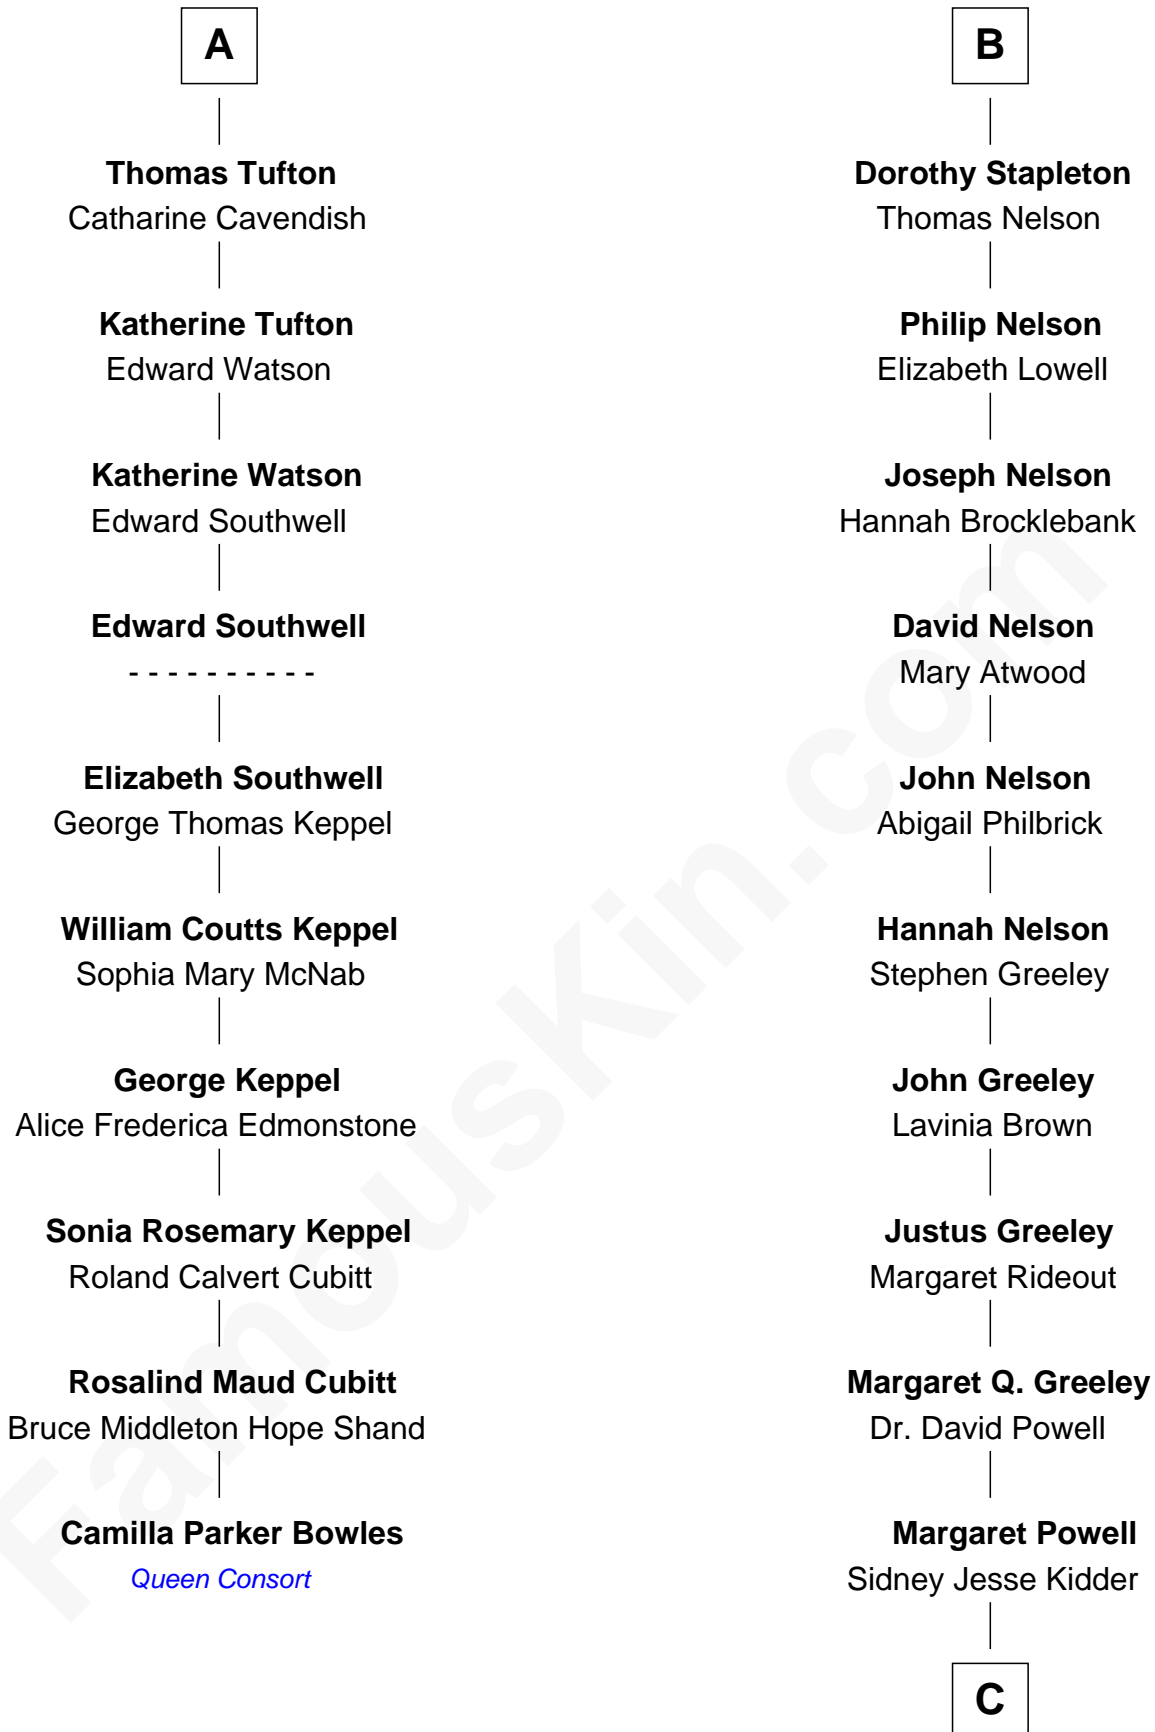 A
Thomas Tufton
Catharine Cavendish
Katherine Tufton
Edward Watson
Katherine Watson
Edward Southwell
Edward Southwell
- - - - - - - - - -
Elizabeth Southwell
George Thomas Keppel
William Coutts Keppel
Sophia Mary McNab
George Keppel
Alice Frederica Edmonstone
Sonia Rosemary Keppel
Roland Calvert Cubitt
Rosalind Maud Cubitt
Bruce Middleton Hope Shand
Camilla Parker Bowles
Queen Consort
B
Dorothy Stapleton
Thomas Nelson
Philip Nelson
Elizabeth Lowell
Joseph Nelson
Hannah Brocklebank
David Nelson
Mary Atwood
John Nelson
Abigail Philbrick
Hannah Nelson
Stephen Greeley
John Greeley
Lavinia Brown
Justus Greeley
Margaret Rideout
Margaret Q. Greeley
Dr. David Powell
Margaret Powell
Sidney Jesse Kidder
C
FamousKin.com